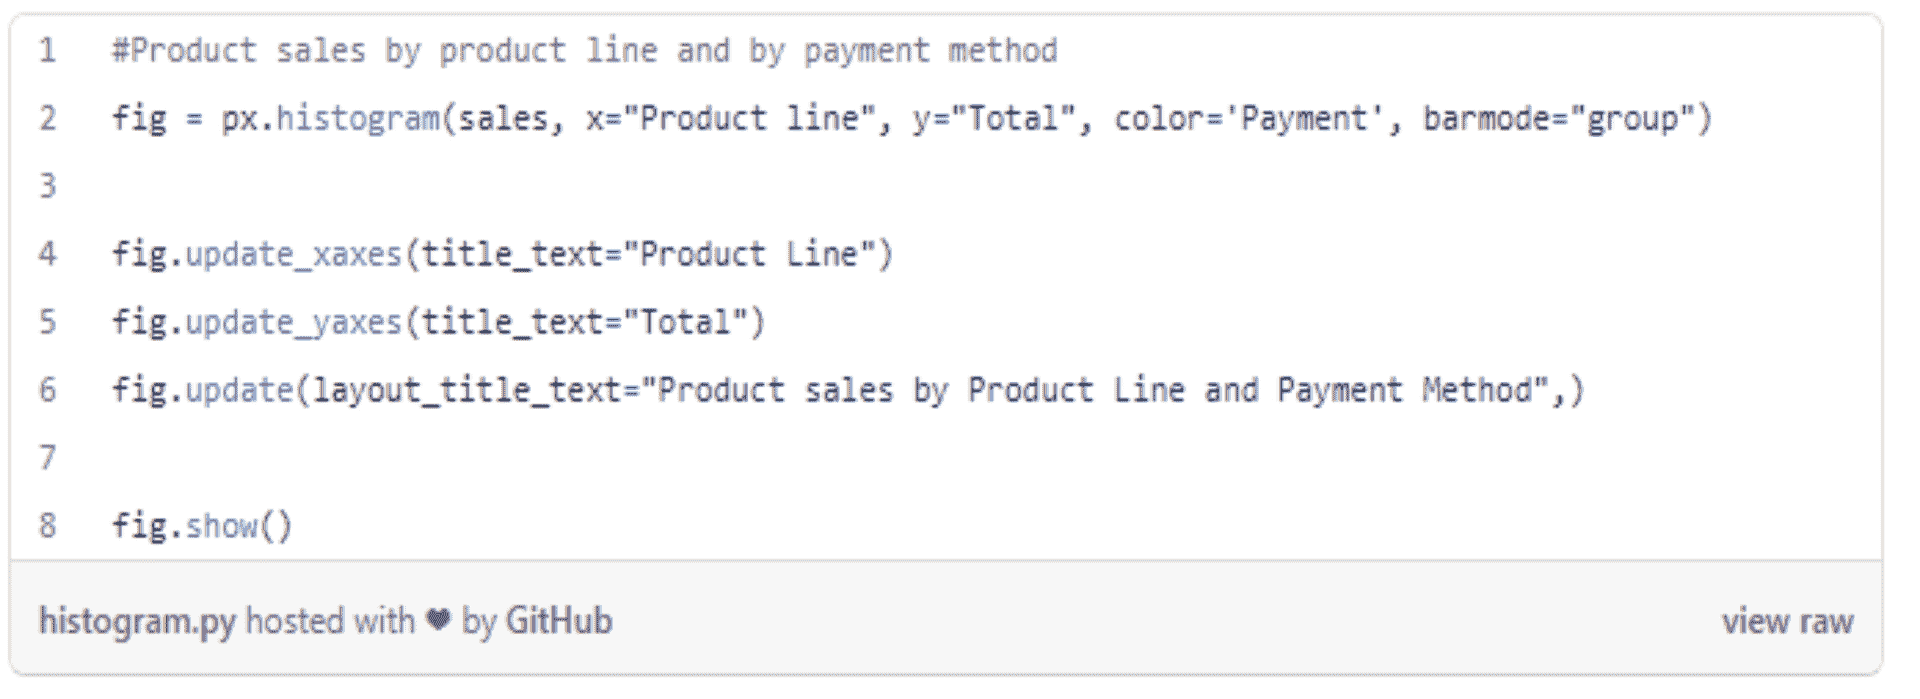 1 #Product sales by product line and by payment method
2 fig = px.histogram(sales, x="Product line", y="Total", color='Payment', barmode="group")
3
4 fig.update_xaxes(title_text="Product Line")
5 fig.update_yaxes(title_text="Total")
6 fig.update(layout_title_text="Product sales by Product Line and Payment Method",)
7
8 fig.show()
histogram.py hosted with ❤ by GitHub view raw